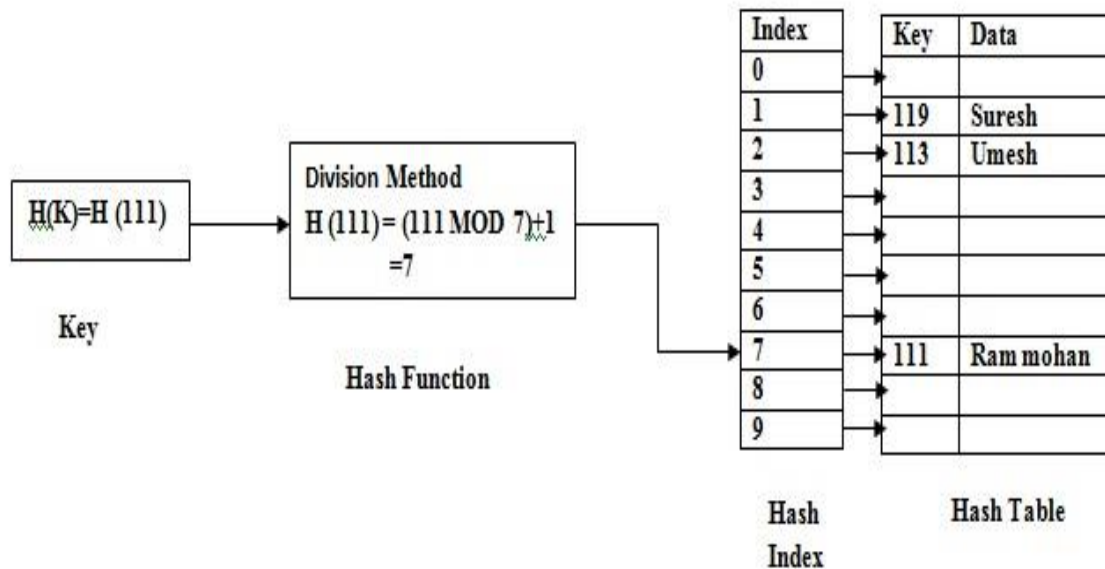 H(K)=H (111)
Key
Division Method
H (111) = (111 MOD 7)+1
=7
Hash Function
Index
0
1
2
3
4
5
6
7
8
9
Hash
Index
Key Data
119 Suresh
113 Umesh
111 Ram mohan
Hash Table